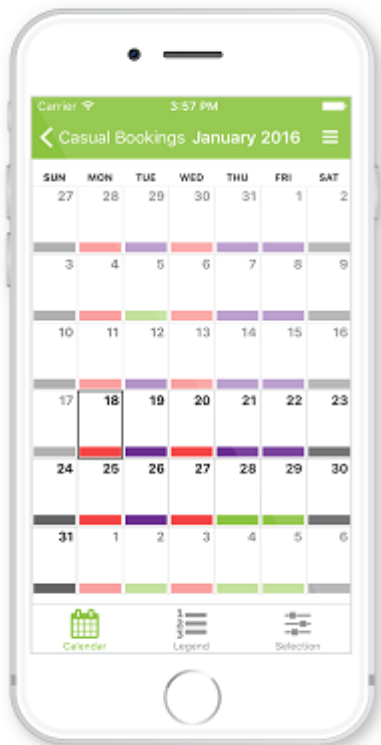 Carrier 3:57 PM
Casual Bookings January 2016
SUN MON TUE WED THU FRI SAT
27 28 29 30 31 1 2
3 4 5 6 7 8 9
10 11 12 13 14 15 16
17 18 19 20 21 22 23
24 25 26 27 28 29 30
31 1 2 3 4 5 6
1
2
3
Calendar Legend Selection